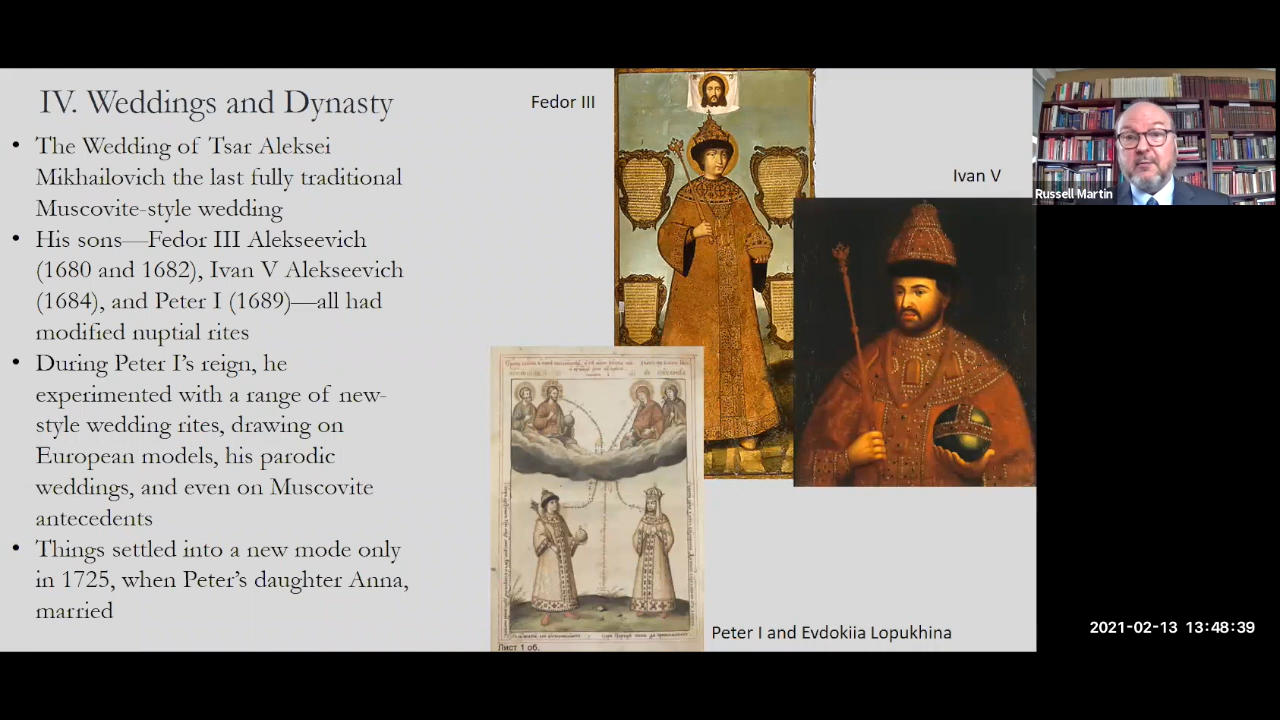 IV. Weddings and Dynasty
• The Wedding of Tsar Aleksei
Mikhailovich the last fully traditional
Muscovite-style wedding
• His sons—Fedor III Alekseevich
(1680 and 1682), Ivan V Alekseevich
(1684), and Peter I (1689)—all had
modified nuptial rites
• During Peter I's reign, he
experimented with a range of new-
style wedding rites, drawing on
European models, his parodic
weddings, and even on Muscovite
antecedents
• Things settled into a new mode only
in 1725, when Peter's daughter Anna,
married
Fedor III
Ivan V
Лист 1 об.
Peter I and Evdokiia Lopukhina
Russell Martin
2021-02-13 13:48:39